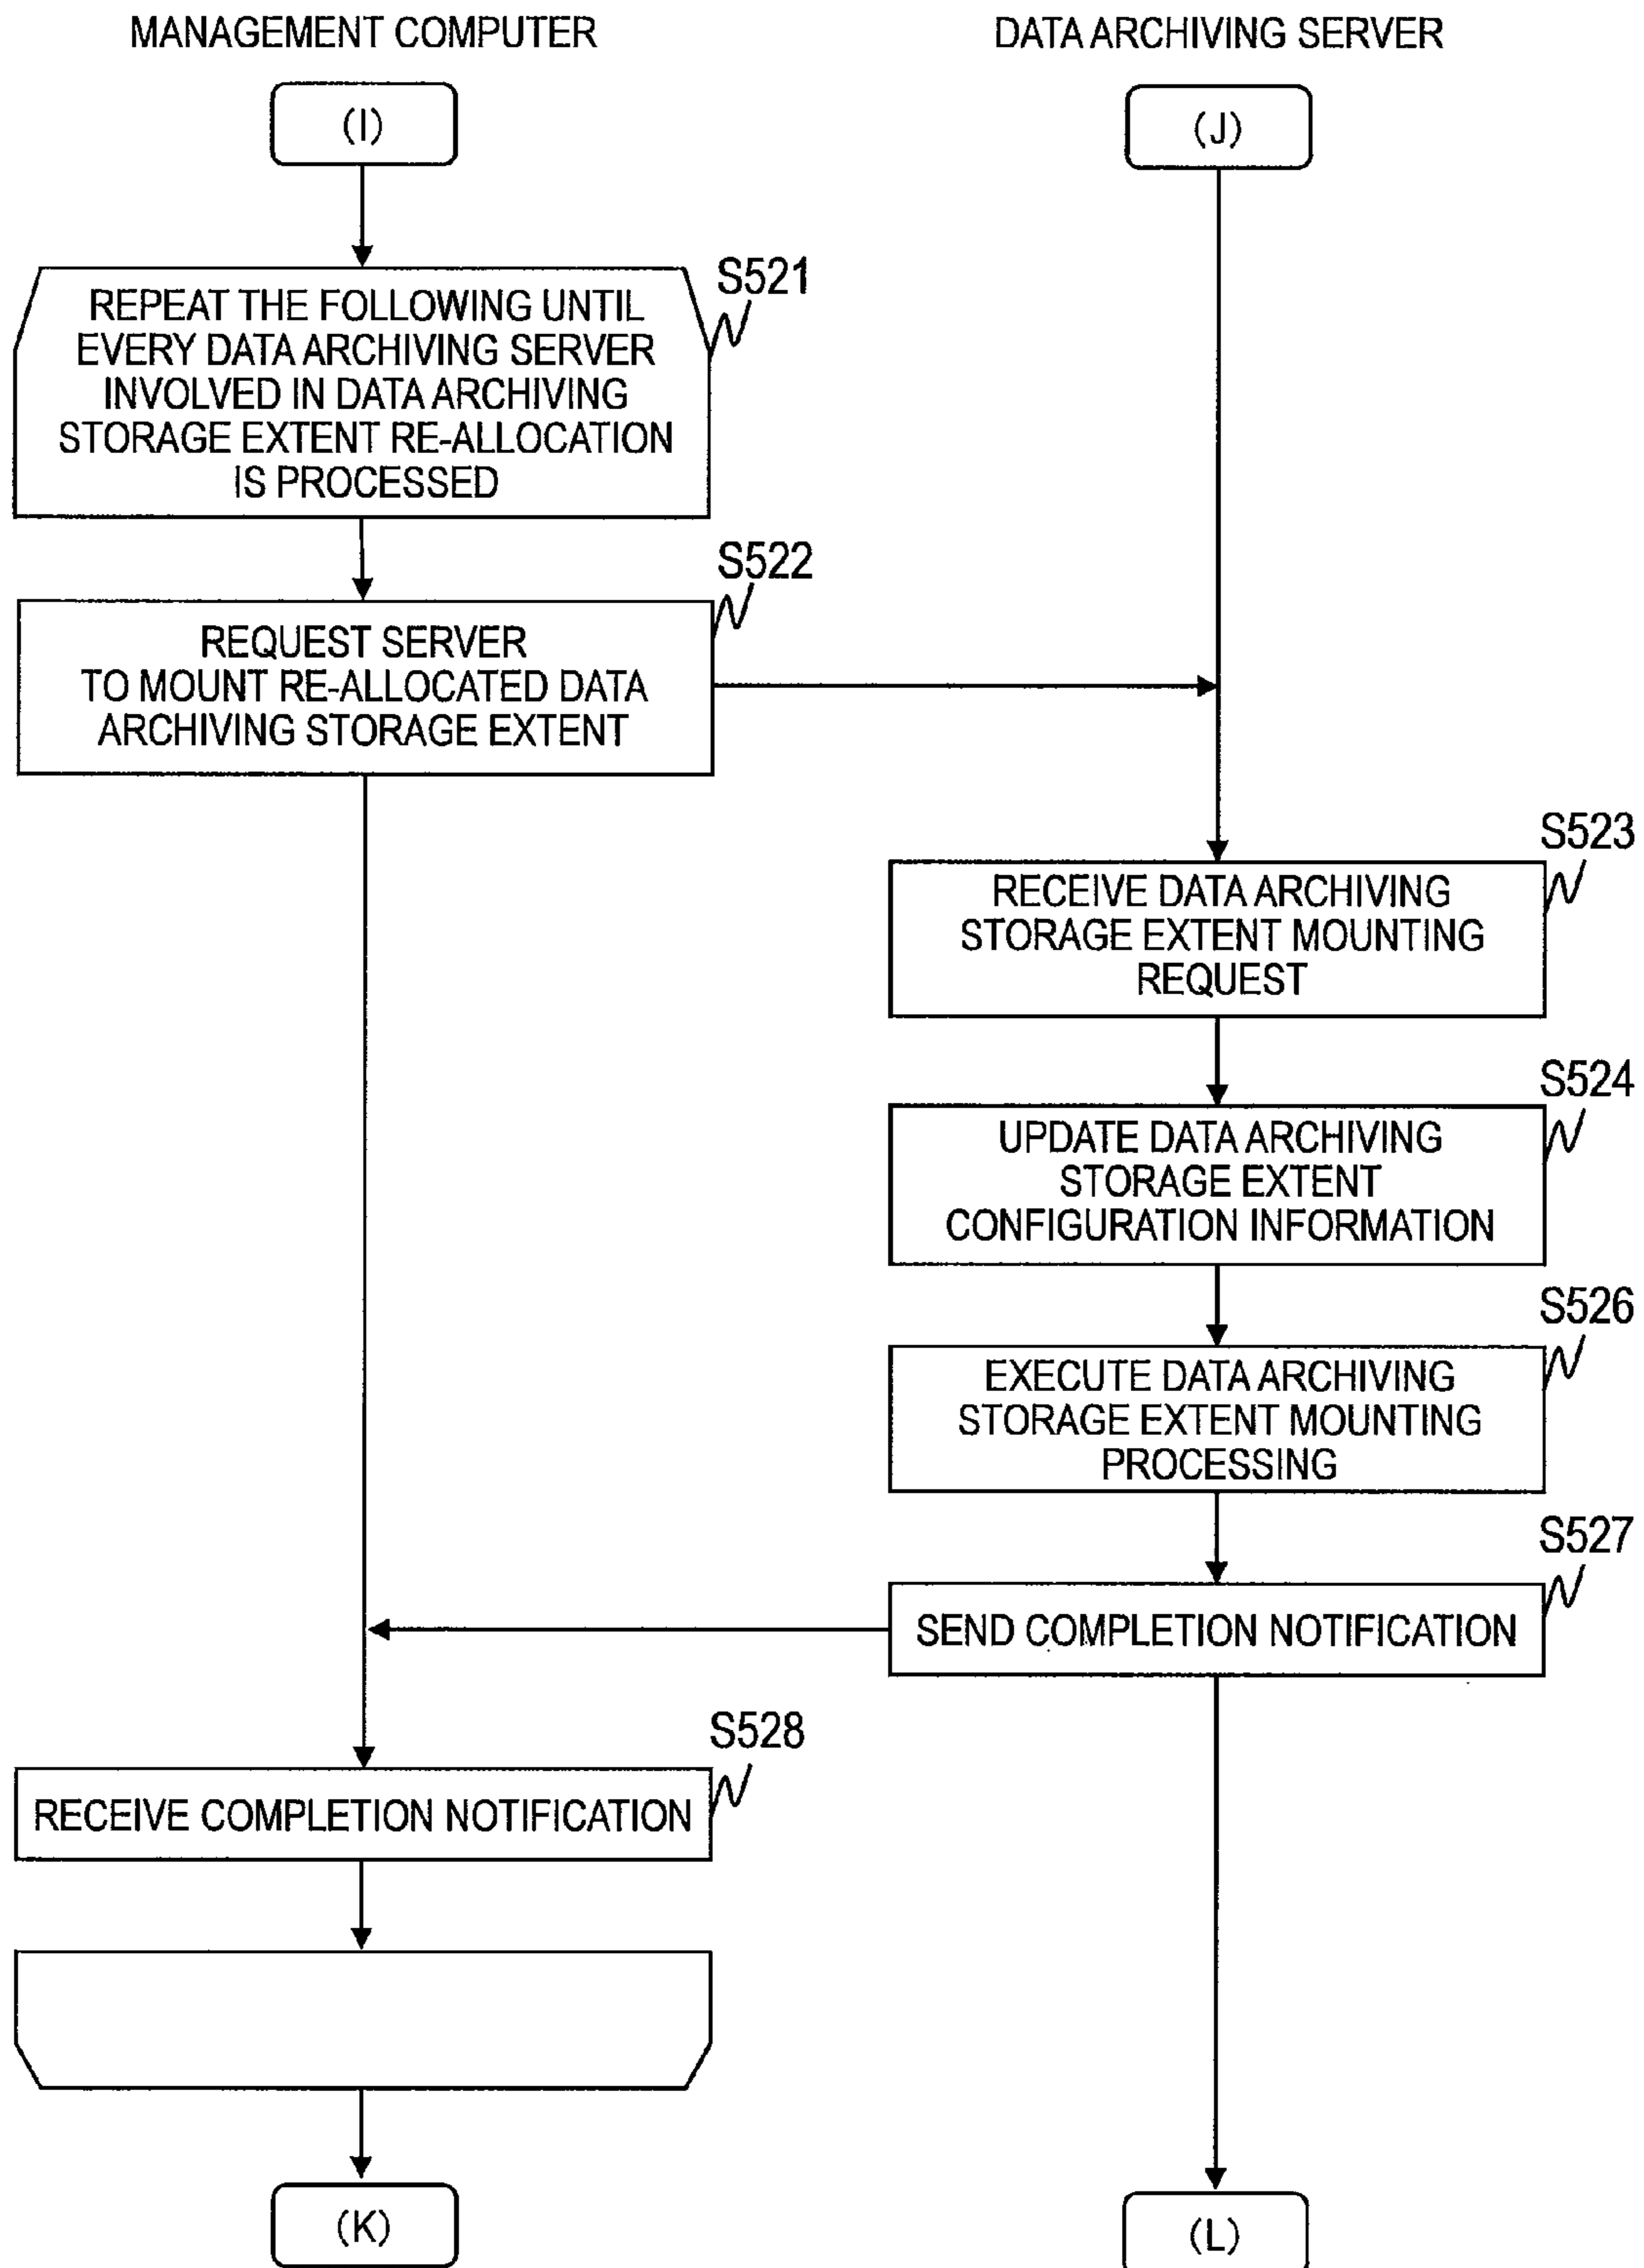 MANAGEMENT COMPUTER
DATA ARCHIVING SERVER
(I)
(J)
S521
REPEAT THE FOLLOWING UNTIL
EVERY DATA ARCHIVING SERVER
INVOLVED IN DATA ARCHIVING
STORAGE EXTENT RE-ALLOCATION
IS PROCESSED
S522
REQUEST SERVER
TO MOUNT RE-ALLOCATED DATA
ARCHIVING STORAGE EXTENT
S523
RECEIVE DATA ARCHIVING
STORAGE EXTENT MOUNTING
REQUEST
S524
UPDATE DATA ARCHIVING
STORAGE EXTENT
CONFIGURATION INFORMATION
S526
EXECUTE DATA ARCHIVING
STORAGE EXTENT MOUNTING
PROCESSING
S527
SEND COMPLETION NOTIFICATION
S528
RECEIVE COMPLETION NOTIFICATION
(K)
(L)